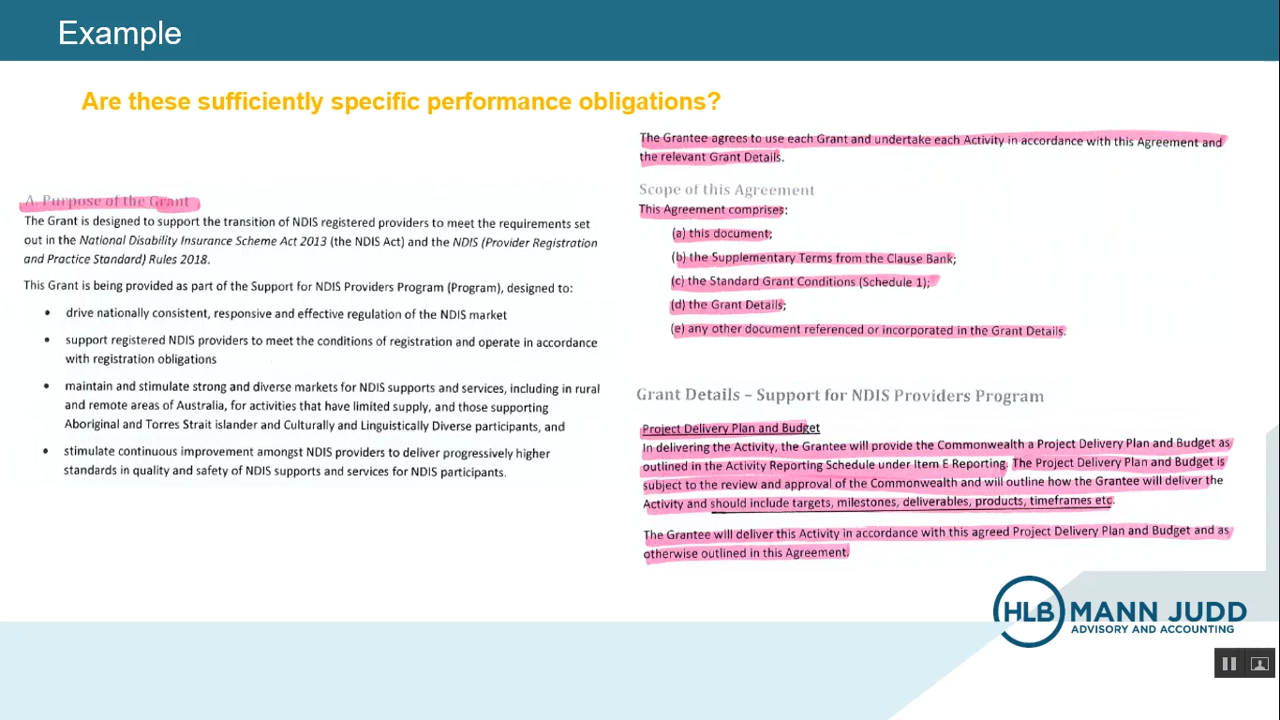 Example
Are these sufficiently specific performance obligations?
A. Purpose of the Grant
The Grant is designed to support the transition of NDIS registered providers to meet the requirements set
out in the National Disability Insurance Scheme Act 2013 (the NDIS Act) and the NDIS (Provider Registration
and Practice Standard) Rules 2018.
This Grant is being provided as part of the Support for NDIS Providers Program (Program), designed to:
• drive nationally consistent, responsive and effective regulation of the NDIS market
• support registered NDIS providers to meet the conditions of registration and operate in accordance
with registration obligations
• maintain and stimulate strong and diverse markets for NDIS supports and services, including in rural
and remote areas of Australia, for activities that have limited supply, and those supporting
Aboriginal and Torres Strait islander and Culturally and Linguistically Diverse participants, and
• stimulate continuous improvement amongst NDIS providers to deliver progressively higher
standards in quality and safety of NDIS supports and services for NDIS participants.
The Grantee agrees to use each Grant and undertake each Activity in accordance with this Agreement and
the relevant Grant Details.
Scope of this Agreement
This Agreement comprises:
(a) this document;
(b) the Supplementary Terms from the Clause Bank;
(c) the Standard Grant Conditions (Schedule 1);
(d) the Grant Details;
(e) any other document referenced or incorporated in the Grant Details.
Grant Details – Support for NDIS Providers Program
Project Delivery Plan and Budget
In delivering the Activity, the Grantee will provide the Commonwealth a Project Delivery Plan and Budget as
outlined in the Activity Reporting Schedule under Item E Reporting. The Project Delivery Plan and Budget is
subject to the review and approval of the Commonwealth and will outline how the Grantee will deliver the
Activity and should include targets, milestones, deliverables, products, timeframes etc.
The Grantee will deliver this Activity in accordance with this agreed Project Delivery Plan and Budget and as
otherwise outlined in this Agreement.
HLB MANN JUDD
ADVISORY AND ACCOUNTING